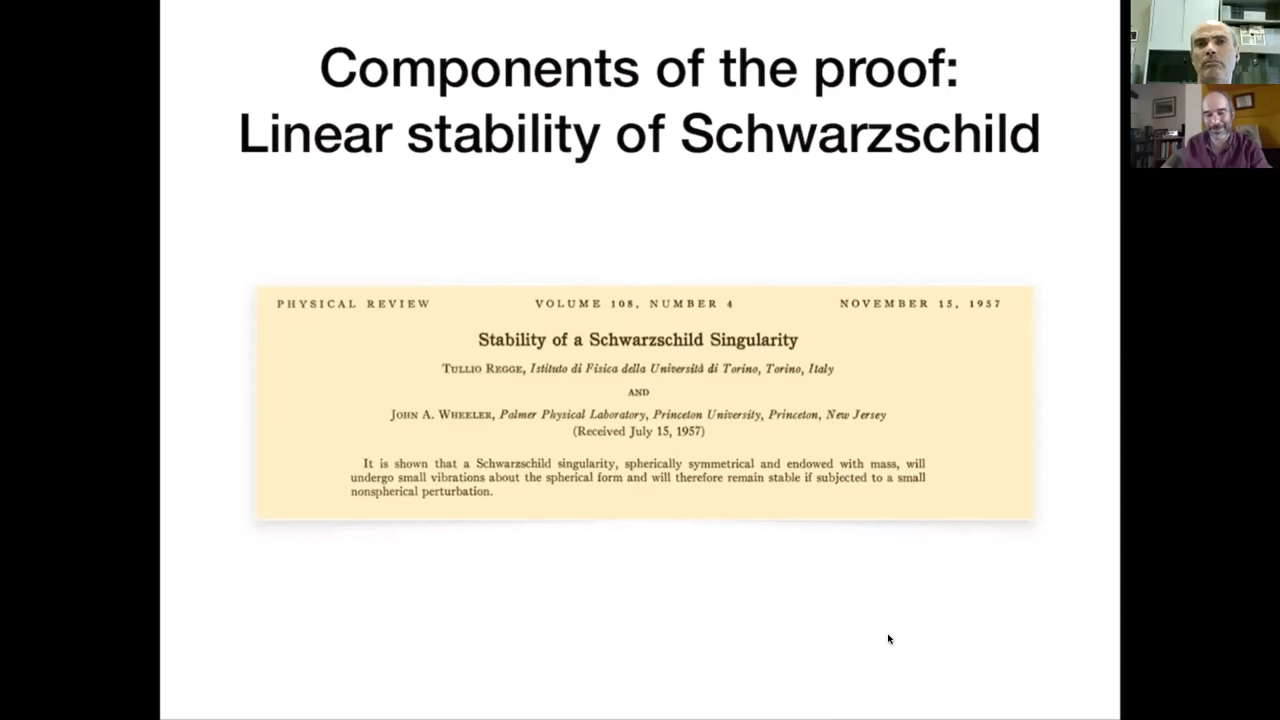 Components of the proof:
Linear stability of Schwarzschild
PHYSICAL REVIEW VOLUME 108, NUMBER 4 NOVEMBER 15, 1957
Stability of a Schwarzschild Singularity
TULLIO REGGE, Istituto di Fisica della Università di Torino, Torino, Italy
AND
JOHN A. WHEELER, Palmer Physical Laboratory, Princeton University, Princeton, New Jersey
(Received July 15, 1957)
It is shown that a Schwarzschild singularity, spherically symmetrical and endowed with mass, will
undergo small vibrations about the spherical form and will therefore remain stable if subjected to a small
nonspherical perturbation.